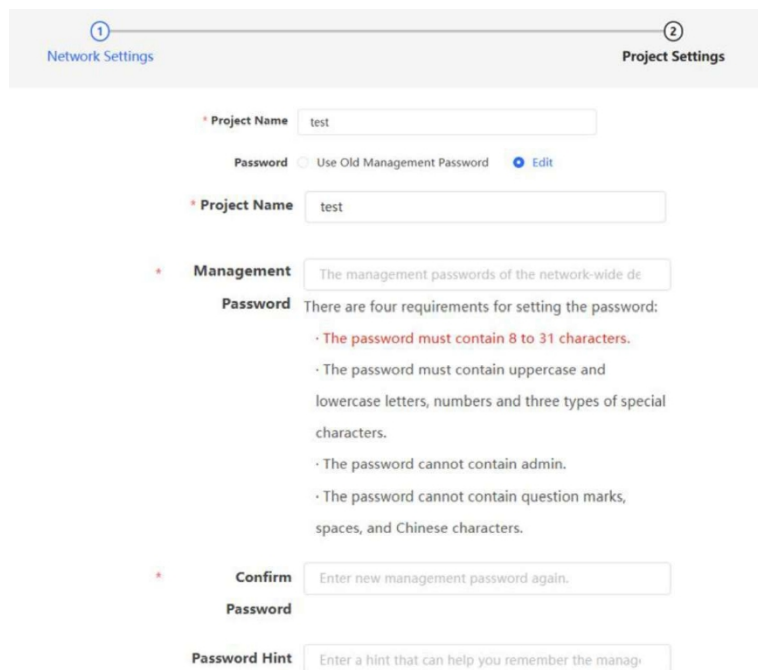 1
2
Network Settings
Project Settings
* Project Name test
Password Use Old Management Password Edit
* Project Name test
* Management The management passwords of the network-wide de
Password There are four requirements for setting the password:
· The password must contain 8 to 31 characters.
· The password must contain uppercase and
lowercase letters, numbers and three types of special
characters.
· The password cannot contain admin.
· The password cannot contain question marks,
spaces, and Chinese characters.
* Confirm Enter new management password again.
Password
Password Hint Enter a hint that can help you remember the manag